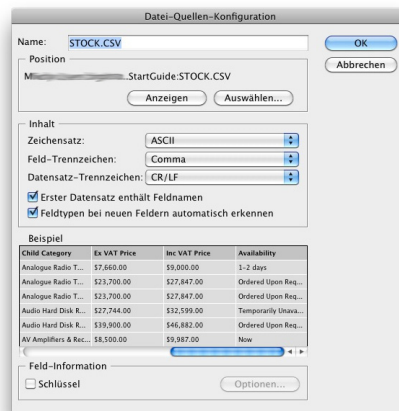 Datei-Quellen-Konfiguration
Name: STOCK.CSV
OK
Position
Abbrechen
.StartGuide:STOCK.CSV
Anzeigen Auswählen...
Inhalt
Zeichensatz: ASCII
Feld-Trennzeichen: Comma
Datensatz-Trennzeichen: CR/LF
Erster Datensatz enthält Feldnamen
Feldtypen bei neuen Feldern automatisch erkennen
Beispiel
Child Category Ex VAT Price Inc VAT Price Availability
Analogue Radio T... $7,660.00 $9,000.00 1-2 days
Analogue Radio T... $23,700.00 $27,847.00 Ordered Upon Req...
Analogue Radio T... $23,700.00 $27,847.00 Ordered Upon Req...
Audio Hard Disk R... $27,744.00 $32,599.00 Temporarily Unava...
Audio Hard Disk R... $39,900.00 $46,882.00 Ordered Upon Req...
AV Amplifiers & Rec... $8,500.00 $9,987.00 Now
Feld-Information
Schlüssel Optionen...